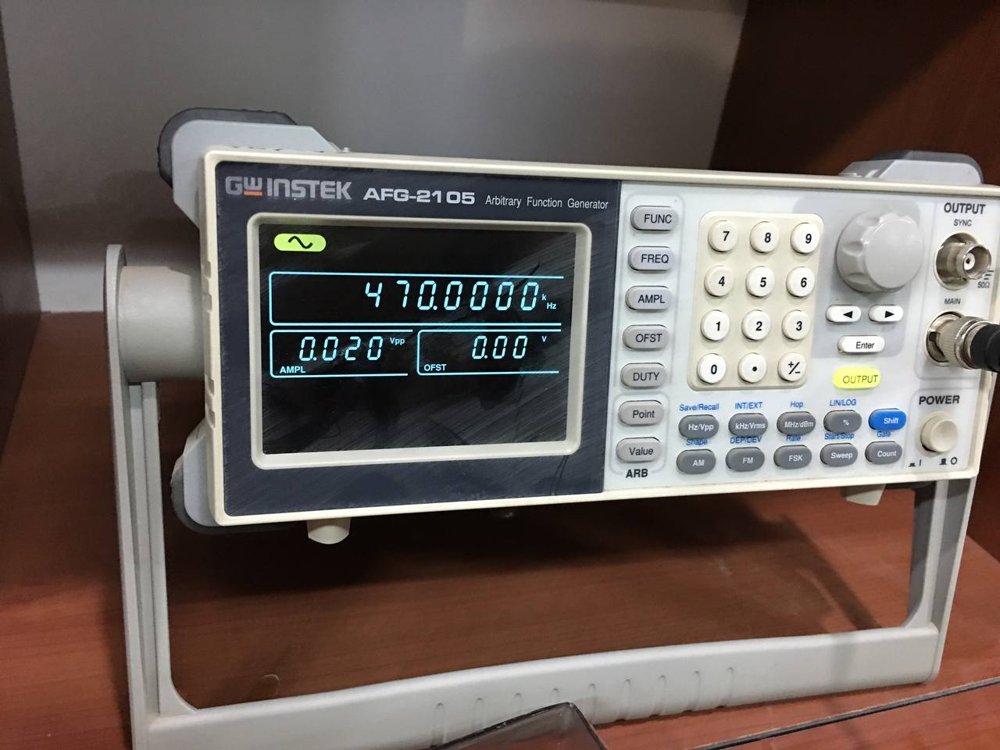 GW INSTEK AFG-2105 Arbitrary Function Generator
470.0000 k Hz
0.020 Vpp
AMPL
0.00 V
OFST
FUNC
FREQ
AMPL
OFST
DUTY
Point
Value
ARB
7 8 9
4 5 6
1 2 3
0 • +/−
◄ ►
Enter
OUTPUT
Save/Recall INT/EXT Hop LIN/LOG
Hz/Vpp kHz/Vrms MHz/dBm % Shift
Shape DEP/DEV Rate Start/Stop Gate
AM FM FSK Sweep Count
OUTPUT
SYNC
50Ω
MAIN
POWER
I O